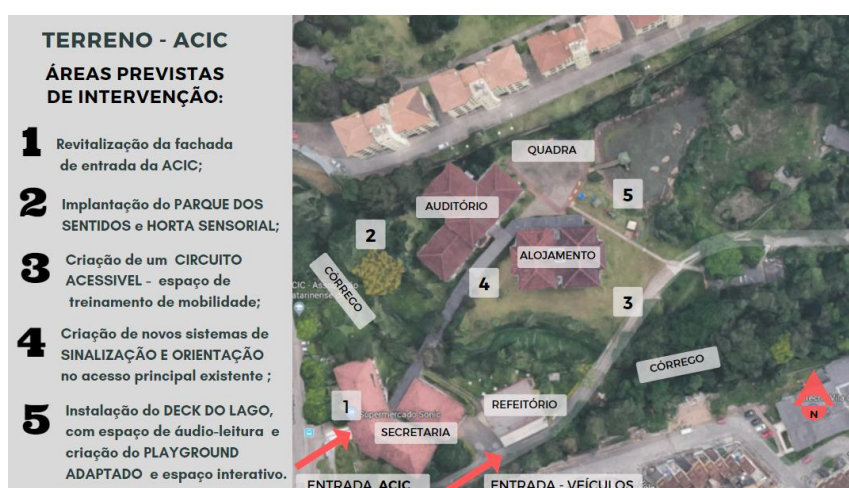 TERRENO - ACIC
ÁREAS PREVISTAS
DE INTERVENÇÃO:
1 Revitalização da fachada
de entrada da ACIC;
2 Implantação do PARQUE DOS
SENTIDOS e HORTA SENSORIAL;
3 Criação de um CIRCUITO
ACESSIVEL - espaço de
treinamento de mobilidade;
4 Criação de novos sistemas de
SINALIZAÇÃO E ORIENTAÇÃO
no acesso principal existente ;
5 Instalação do DECK DO LAGO,
com espaço de áudio-leitura e
criação do PLAYGROUND
ADAPTADO e espaço interativo.
QUADRA
5
AUDITÓRIO
2
ALOJAMENTO
CÓRREGO
4
3
CÓRREGO
1
Supermercado Sonic
REFEITÓRIO
SECRETARIA
N
ENTRADA ACIC
ENTRADA - VEÍCULOS